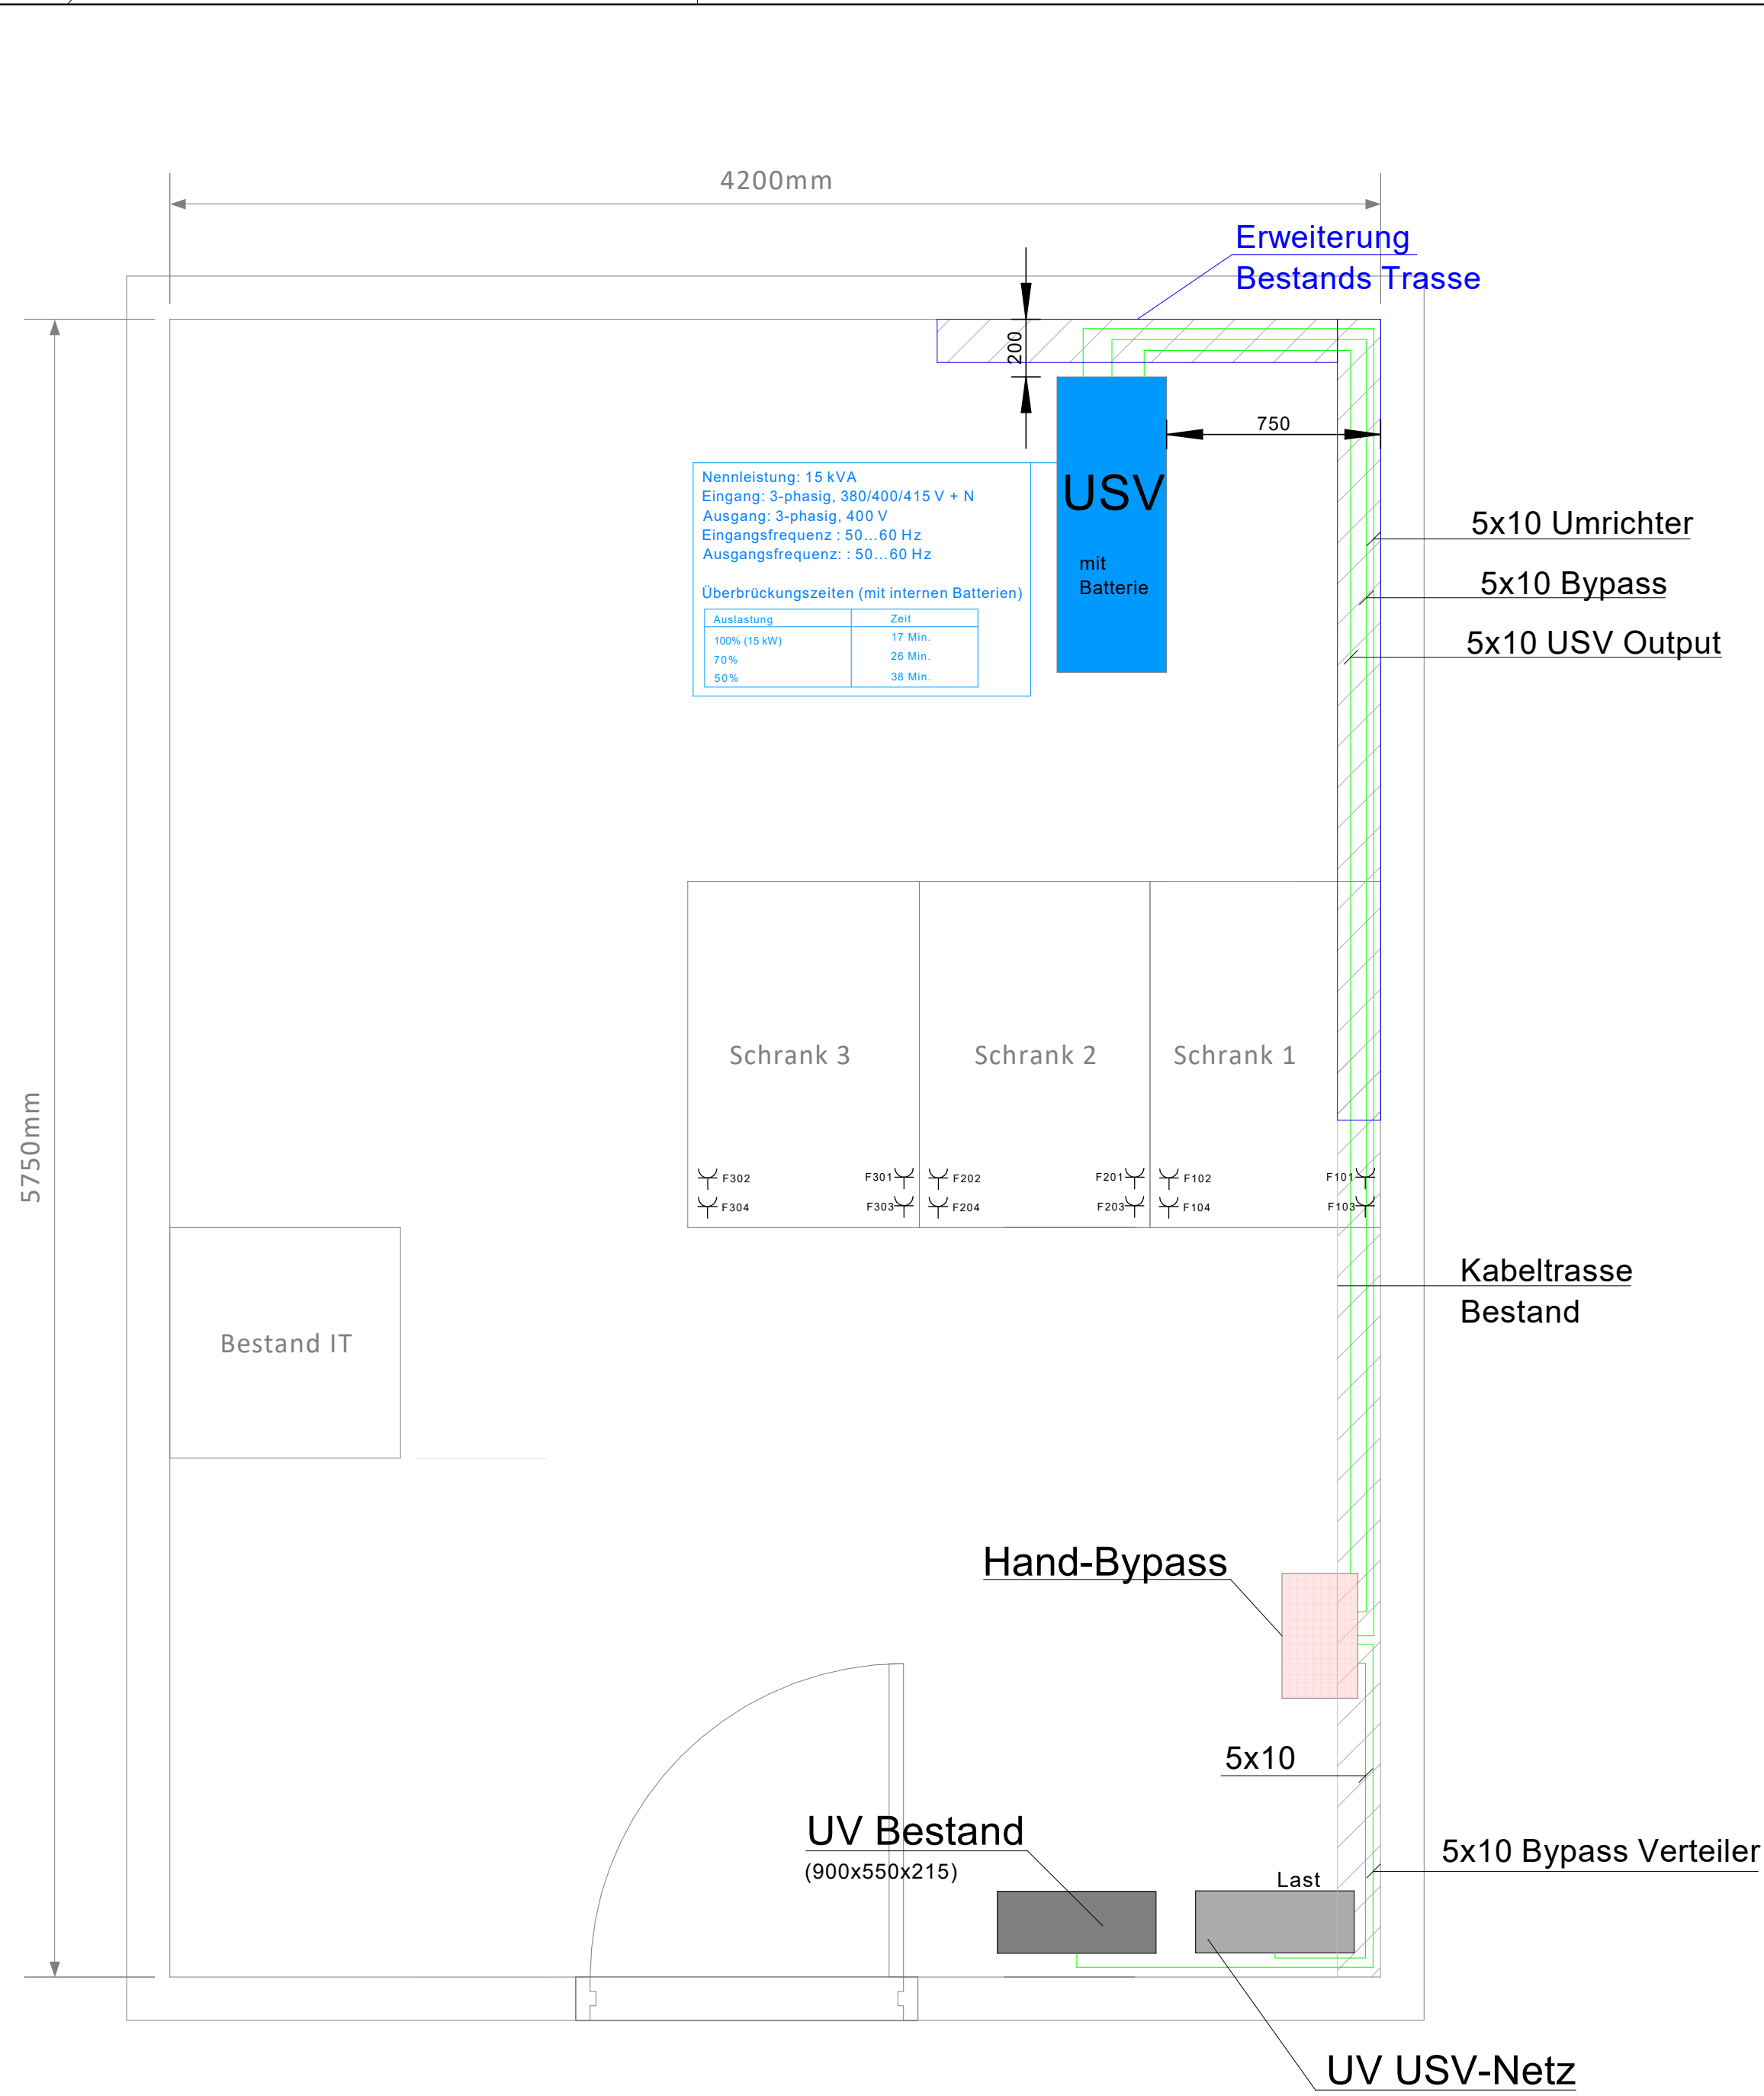 4200mm
Erweiterung
Bestands Trasse
200
750
Nennleistung: 15 kVA
Eingang: 3-phasig, 380/400/415 V + N
Ausgang: 3-phasig, 400 V
Eingangsfrequenz : 50...60 Hz
Ausgangsfrequenz: : 50...60 Hz
Überbrückungszeiten (mit internen Batterien)
Auslastung Zeit
100% (15 kW) 17 Min.
70% 26 Min.
50% 38 Min.
USV
mit
Batterie
5x10 Umrichter
5x10 Bypass
5x10 USV Output
Schrank 3 Schrank 2 Schrank 1
5750mm
F302 F301 F202 F201 F102 F101
F304 F303 F204 F203 F104 F103
Kabeltrasse
Bestand
Bestand IT
Hand-Bypass
5x10
UV Bestand
(900x550x215)
5x10 Bypass Verteiler
Last
UV USV-Netz